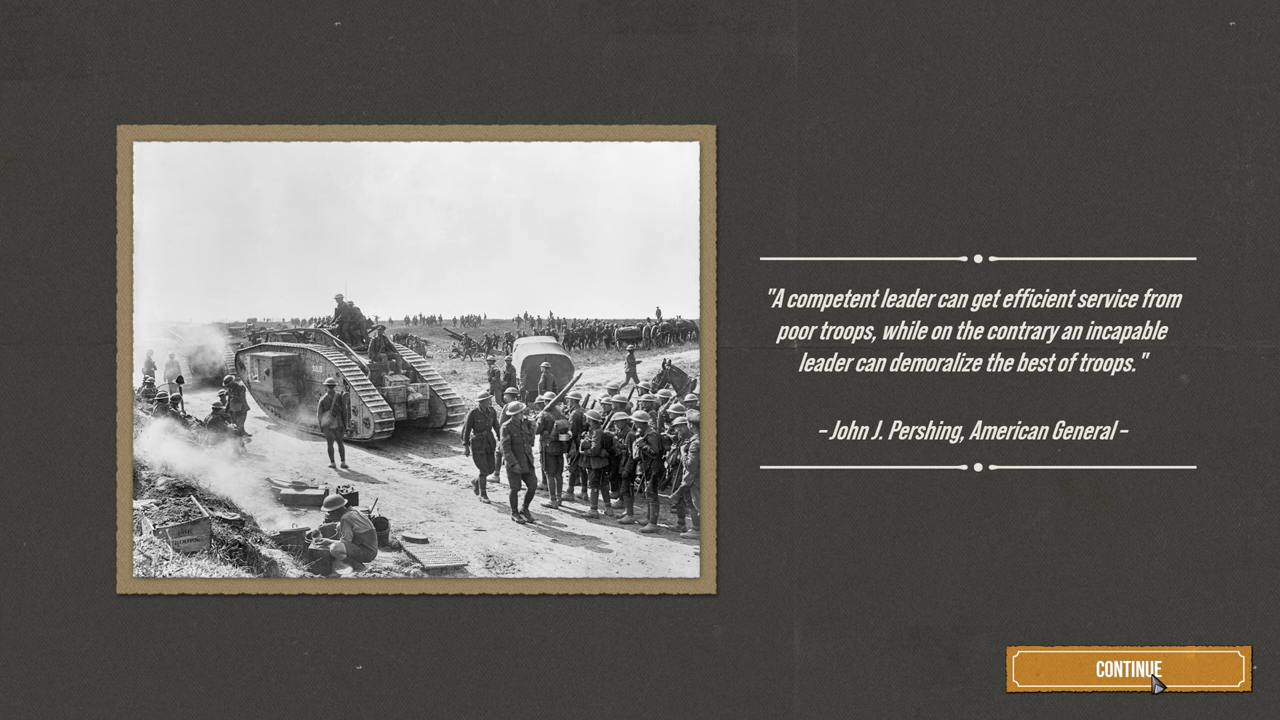 "A competent leader can get efficient service from
poor troops, while on the contrary an incapable
leader can demoralize the best of troops."
– John J. Pershing, American General –
CONTINUE